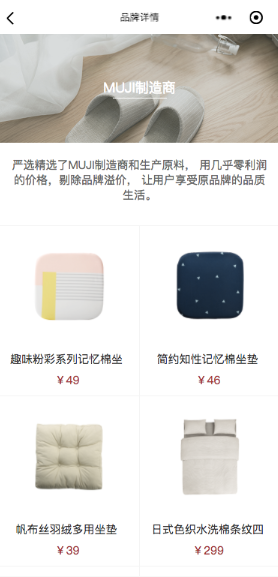 品牌详情
MUJI制造商
严选精选了MUJI制造商和生产原料， 用几乎零利润
的价格，剔除品牌溢价， 让用户享受原品牌的品质
生活。
趣味粉彩系列记忆棉坐
简约知性记忆棉坐垫
￥49
￥46
帆布丝羽绒多用坐垫
日式色织水洗棉条纹四
￥39
￥299